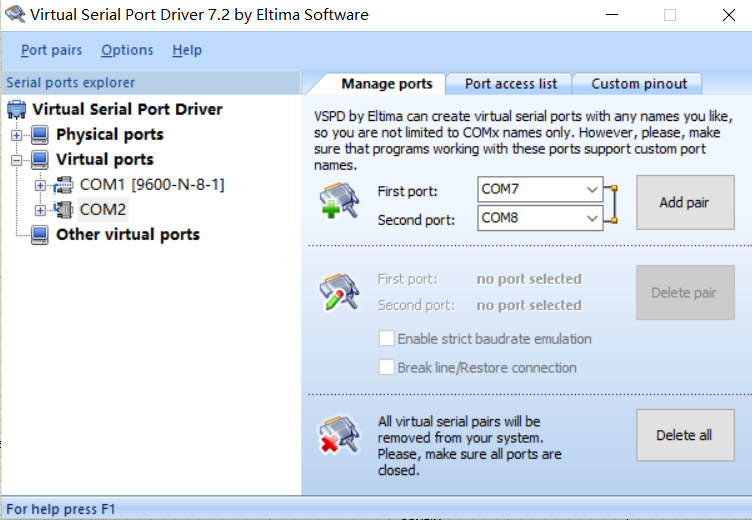 Virtual Serial Port Driver 7.2 by Eltima Software
Port pairs Options Help
Serial ports explorer
Virtual Serial Port Driver
Physical ports
Virtual ports
COM1 [9600-N-8-1]
COM2
Other virtual ports
Manage ports Port access list Custom pinout
VSPD by Eltima can create virtual serial ports with any names you like,
so you are not limited to COMx names only. However, please, make
sure that programs working with these ports support custom port
names.
First port: COM7
Second port: COM8
Add pair
First port: no port selected
Second port: no port selected
Delete pair
Enable strict baudrate emulation
Break line/Restore connection
All virtual serial pairs will be
removed from your system.
Please, make sure all ports are
closed.
Delete all
For help press F1